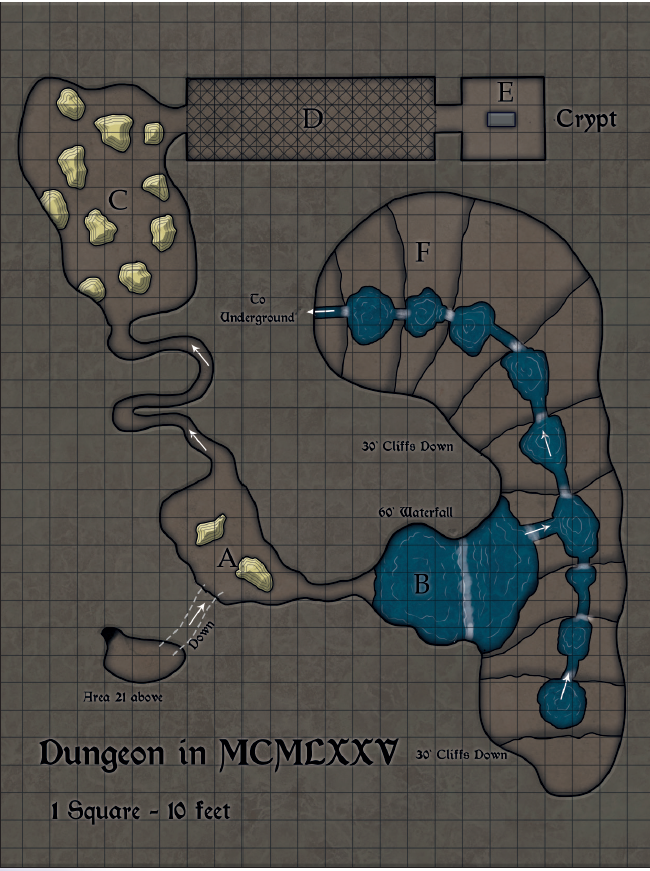 E
Crypt
D
C
F
To
Underground
30' Cliffs Down
60' Waterfall
A
B
Down
Area 21 above
Dungeon in MCMLXXV
30' Cliffs Down
1 Square - 10 feet